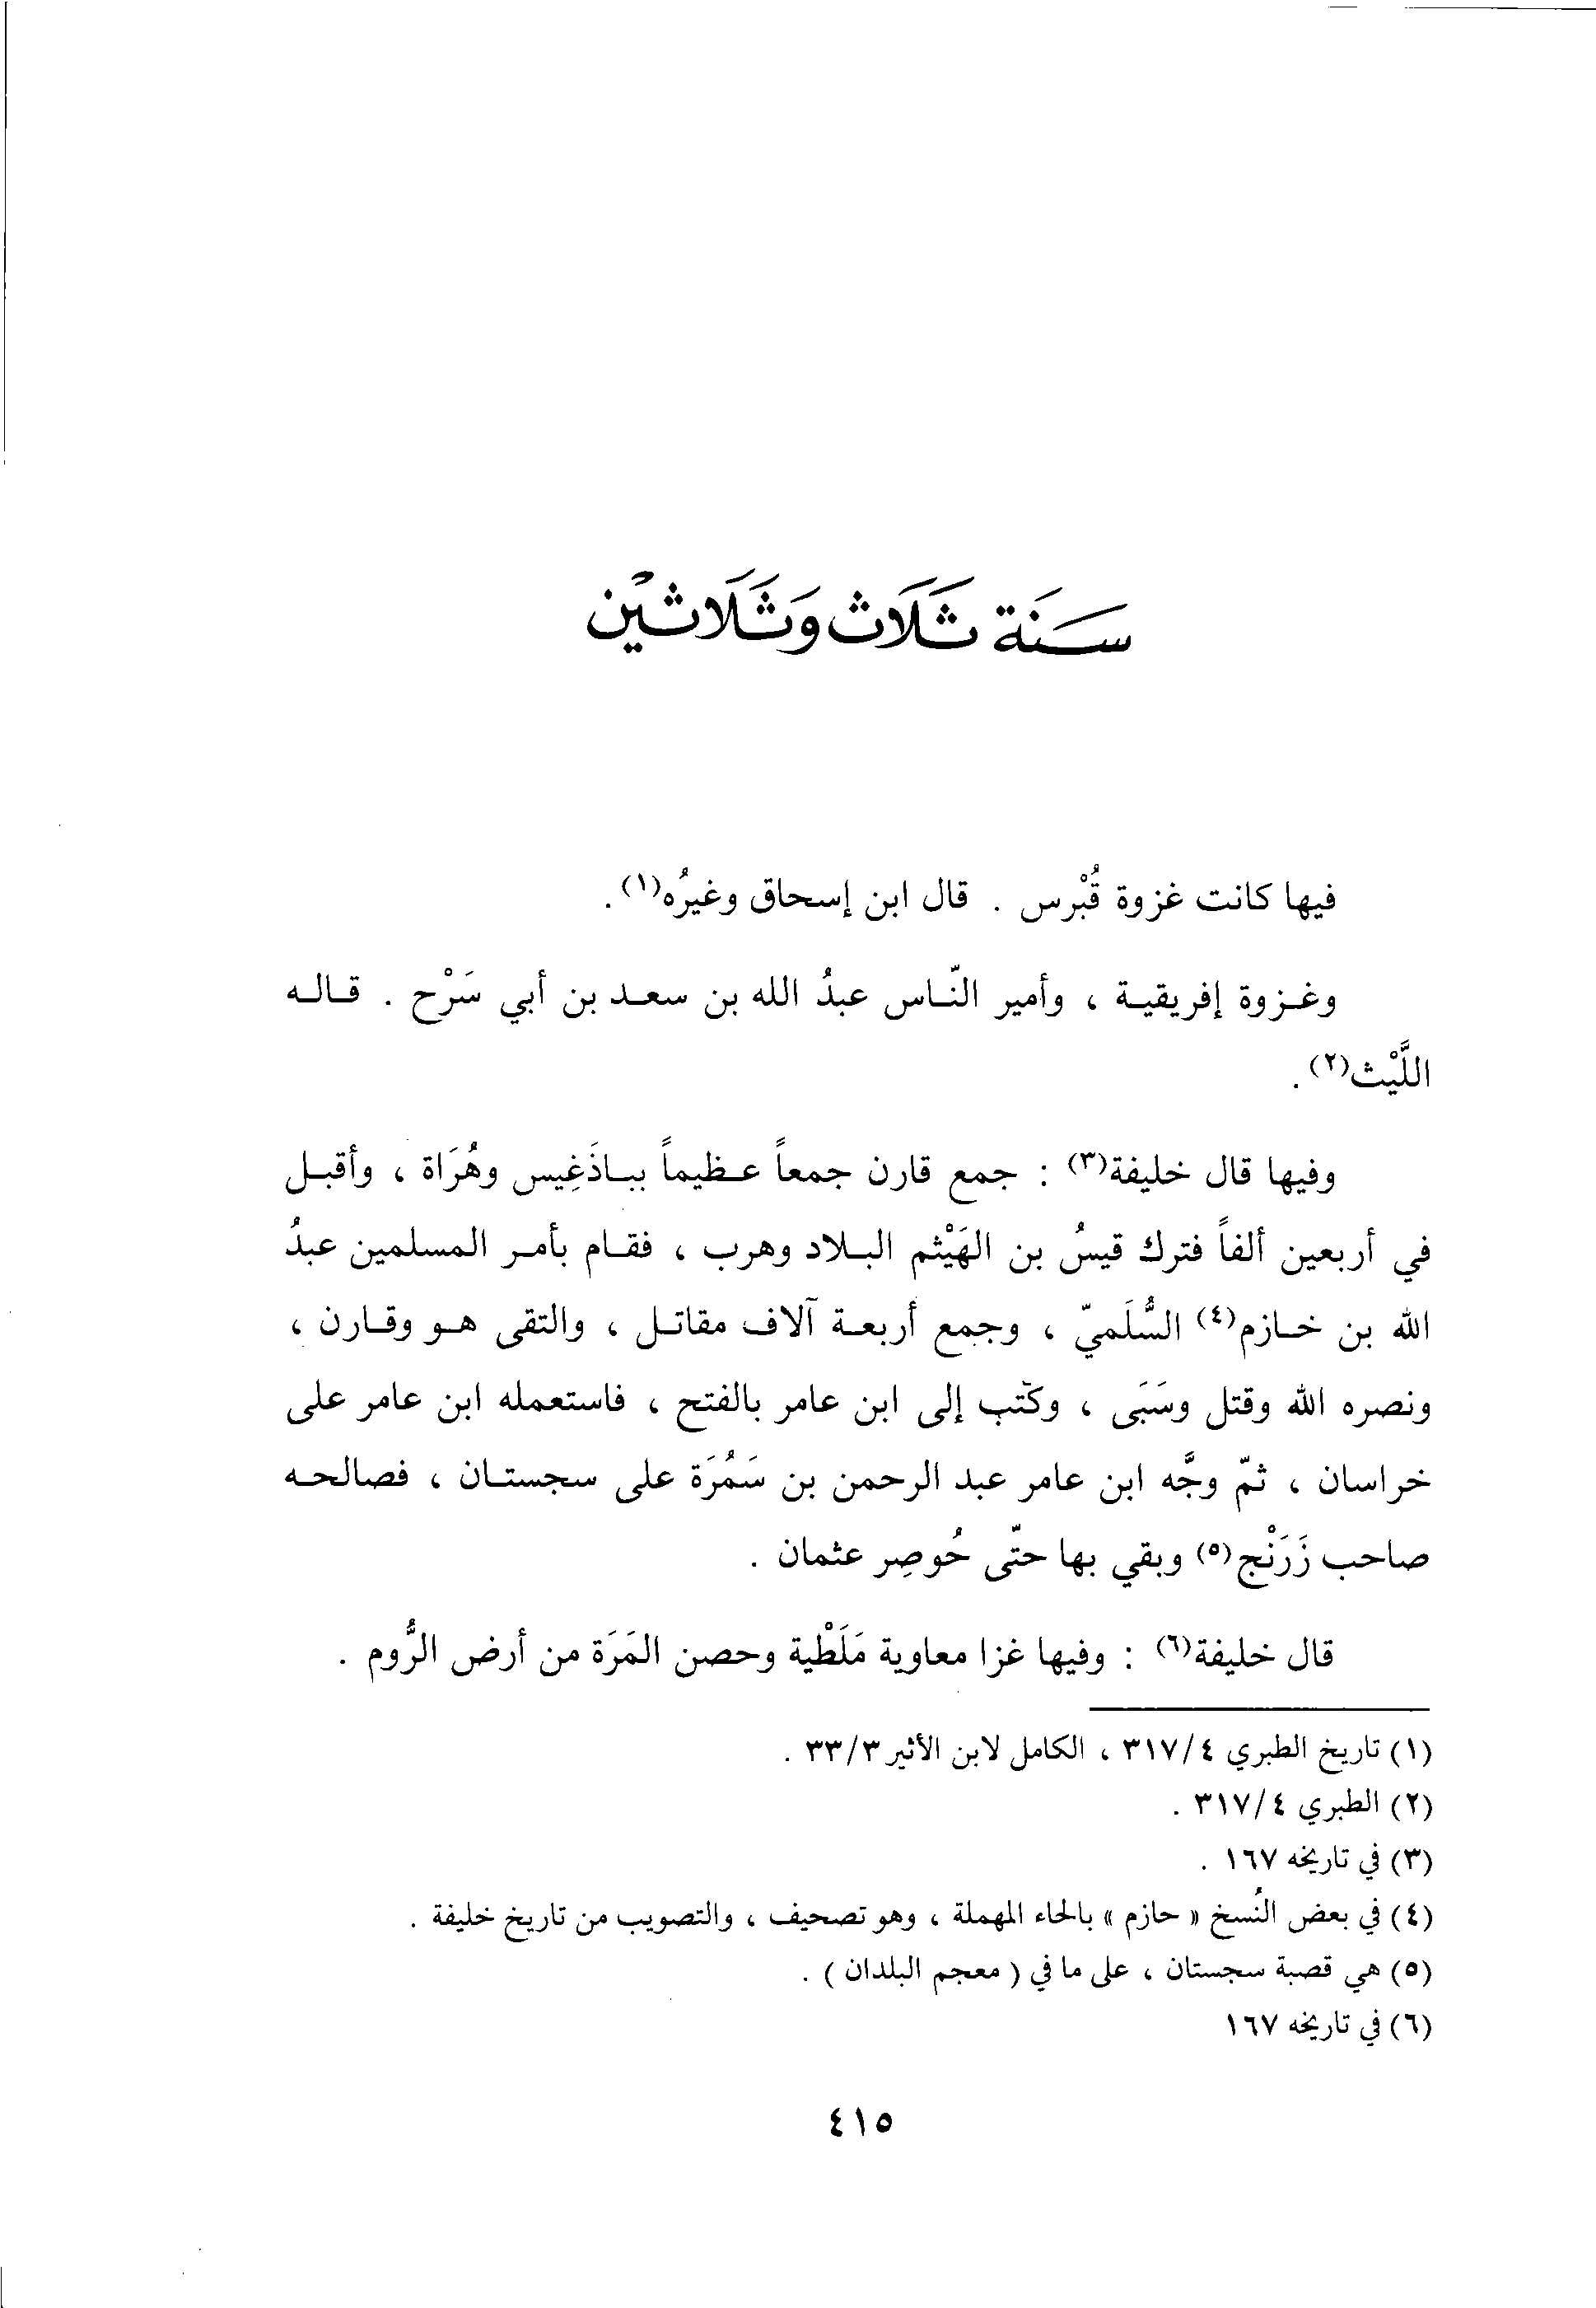 سَنَة ثَلَاث وَثَلَاثِين
فيها كانت غزوة قُبْرس . قال ابن إسحاق وغيرُه(١) .
وغزوة إفريقية ، وأمير النّاس عبدُ الله بن سعد بن أبي سَرْح . قاله
اللَّيْث(٢) .
وفيها قال خليفة(٣) : جمع قارن جمعاً عظيماً بباذَغِيس وهُرَاة ، وأقبل
في أربعين ألفاً فترك قيسُ بن الهَيْثم البلاد وهرب ، فقام بأمر المسلمين عبدُ
الله بن خازم(٤) السُّلَميّ ، وجمع أربعة آلاف مقاتل ، والتقى هو وقارن ،
ونصره الله وقتل وسَبَى ، وكتب إلى ابن عامر بالفتح ، فاستعمله ابن عامر على
خراسان ، ثمّ وجَّه ابن عامر عبد الرحمن بن سَمُرَة على سجستان ، فصالحه
صاحب زَرَنْج(٥) وبقي بها حتّى حُوصِر عثمان .
قال خليفة(٦) : وفيها غزا معاوية مَلَطْية وحصن المَرَة من أرض الرُّوم .
(١) تاريخ الطبري ٤/ ٣١٧ ، الكامل لابن الأثير ٣/ ٣٣ .
(٢) الطبري ٤/ ٣١٧ .
(٣) في تاريخه ١٦٧ .
(٤) في بعض النُسخ « حازم » بالحاء المهملة ، وهو تصحيف ، والتصويب من تاريخ خليفة .
(٥) هي قصبة سجستان ، على ما في ( معجم البلدان ) .
(٦) في تاريخه ١٦٧
٤١٥